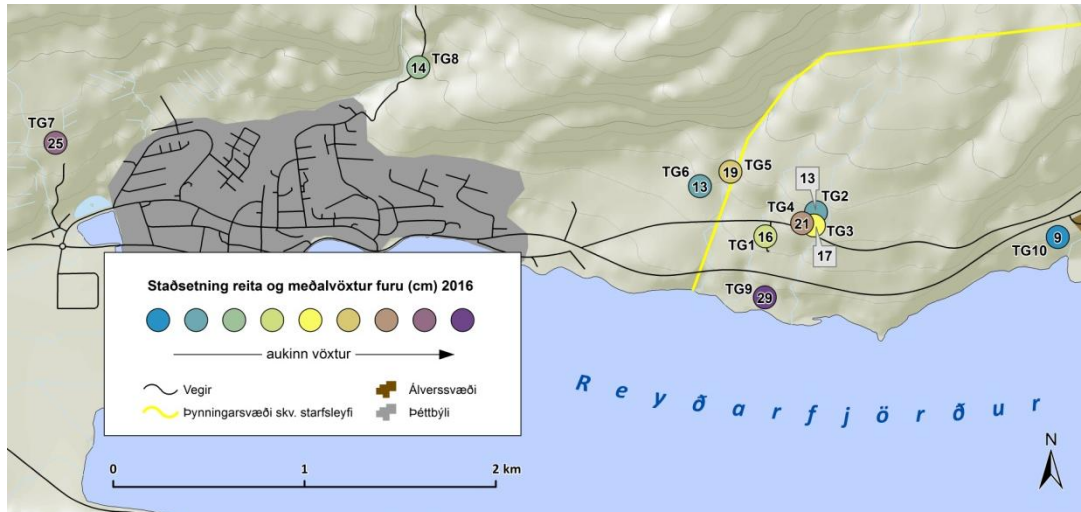 TG8
14
TG7
25
TG5
19
TG6
13
13
TG2
TG4
21
TG3
16
TG1
17
9
TG10
29
TG9
Staðsetning reita og meðalvöxtur furu (cm) 2016
aukinn vöxtur
Vegir
Álverssvæði
Þynningarsvæði skv. starfsleyfi
Þéttbýli
Reyðarfjörður
N
0 1 2 km